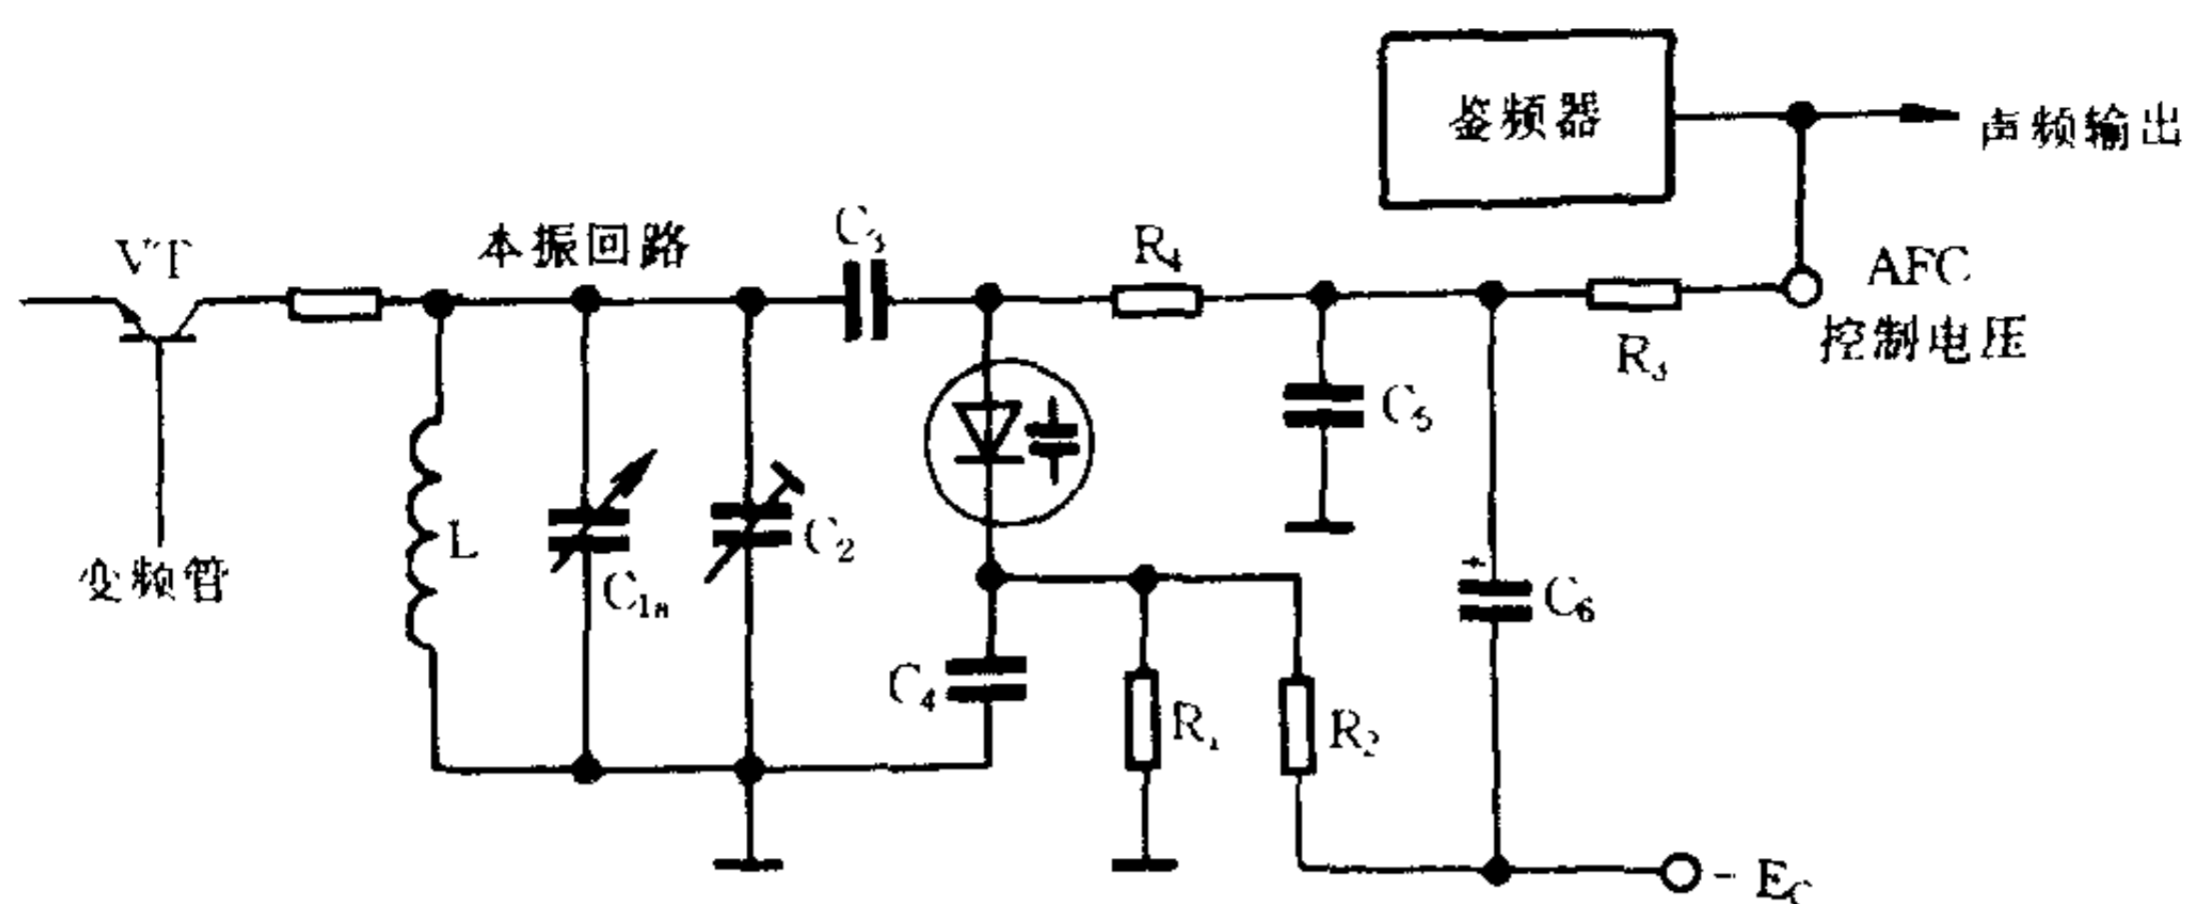 鉴频器
声频输出
VT
本振回路
C₃
R₄
AFC
控制电压
R₃
C₅
L
C₂
变频管
C₁ₐ
C₆
C₄
R₁
R₂
- E_C